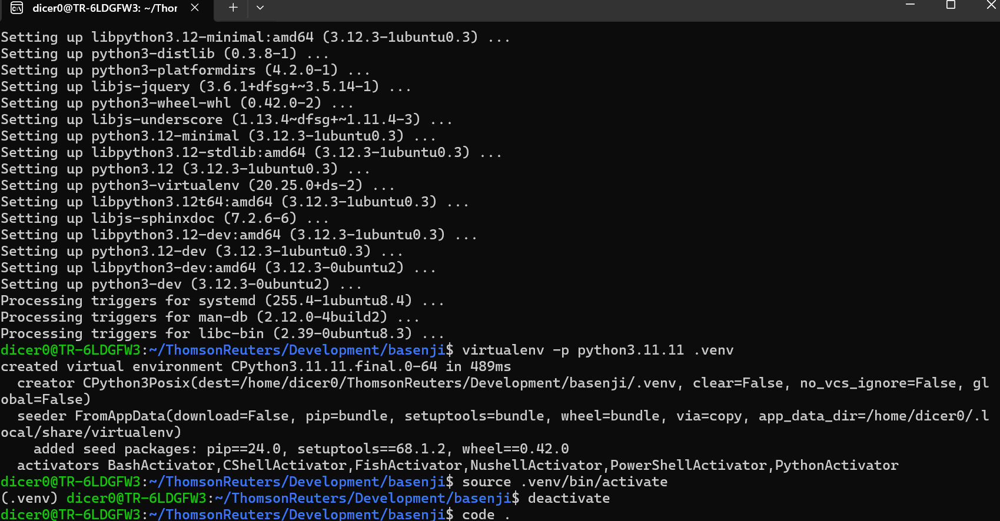 dicer0@TR-6LDGFW3: ~/Thor
Setting up libpython3.12-minimal:amd64 (3.12.3-1ubuntu0.3) ...
Setting up python3-distlib (0.3.8-1) ...
Setting up python3-platformdirs (4.2.0-1) ...
Setting up libjs-jquery (3.6.1+dfsg+~3.5.14-1) ...
Setting up python3-wheel-whl (0.42.0-2) ...
Setting up libjs-underscore (1.13.4~dfsg+~1.11.4-3) ...
Setting up python3.12-minimal (3.12.3-1ubuntu0.3) ...
Setting up libpython3.12-stdlib:amd64 (3.12.3-1ubuntu0.3) ...
Setting up python3.12 (3.12.3-1ubuntu0.3) ...
Setting up python3-virtualenv (20.25.0+ds-2) ...
Setting up libpython3.12t64:amd64 (3.12.3-1ubuntu0.3) ...
Setting up libjs-sphinxdoc (7.2.6-6) ...
Setting up libpython3.12-dev:amd64 (3.12.3-1ubuntu0.3) ...
Setting up python3.12-dev (3.12.3-1ubuntu0.3) ...
Setting up libpython3-dev:amd64 (3.12.3-0ubuntu2) ...
Setting up python3-dev (3.12.3-0ubuntu2) ...
Processing triggers for systemd (255.4-1ubuntu8.4) ...
Processing triggers for man-db (2.12.0-4build2) ...
Processing triggers for libc-bin (2.39-0ubuntu8.3) ...
dicer0@TR-6LDGFW3:~/ThomsonReuters/Development/basenji$ virtualenv -p python3.11.11 .venv
created virtual environment CPython3.11.11.final.0-64 in 489ms
  creator CPython3Posix(dest=/home/dicer0/ThomsonReuters/Development/basenji/.venv, clear=False, no_vcs_ignore=False, gl
obal=False)
  seeder FromAppData(download=False, pip=bundle, setuptools=bundle, wheel=bundle, via=copy, app_data_dir=/home/dicer0/.l
ocal/share/virtualenv)
    added seed packages: pip==24.0, setuptools==68.1.2, wheel==0.42.0
  activators BashActivator,CShellActivator,FishActivator,NushellActivator,PowerShellActivator,PythonActivator
dicer0@TR-6LDGFW3:~/ThomsonReuters/Development/basenji$ source .venv/bin/activate
(.venv) dicer0@TR-6LDGFW3:~/ThomsonReuters/Development/basenji$ deactivate
dicer0@TR-6LDGFW3:~/ThomsonReuters/Development/basenji$ code .